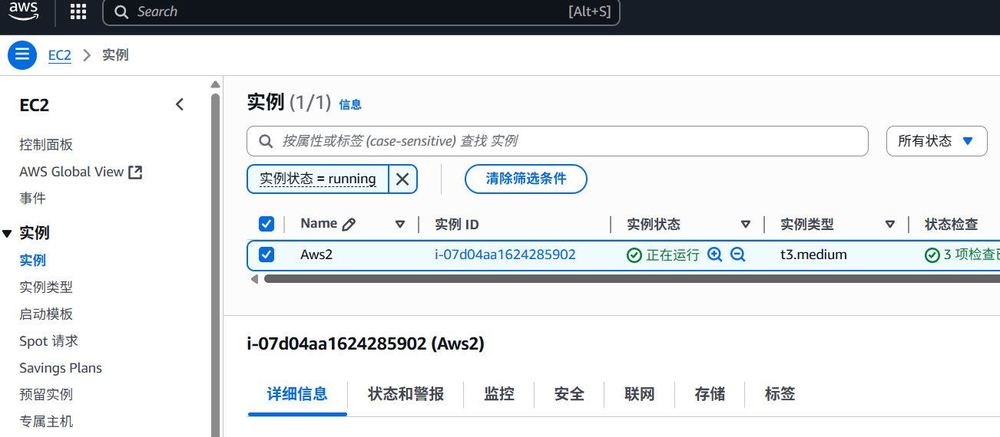 aws
Search [Alt+S]
EC2 实例
EC2
控制面板
AWS Global View
事件
实例
实例
实例类型
启动模板
Spot 请求
Savings Plans
预留实例
专属主机
实例 (1/1) 信息
按属性或标签 (case-sensitive) 查找 实例
所有状态
实例状态 = running
清除筛选条件
Name 实例 ID 实例状态 实例类型 状态检查
Aws2 i-07d04aa1624285902 正在运行 t3.medium 3 项检查已
i-07d04aa1624285902 (Aws2)
详细信息 状态和警报 监控 安全 联网 存储 标签